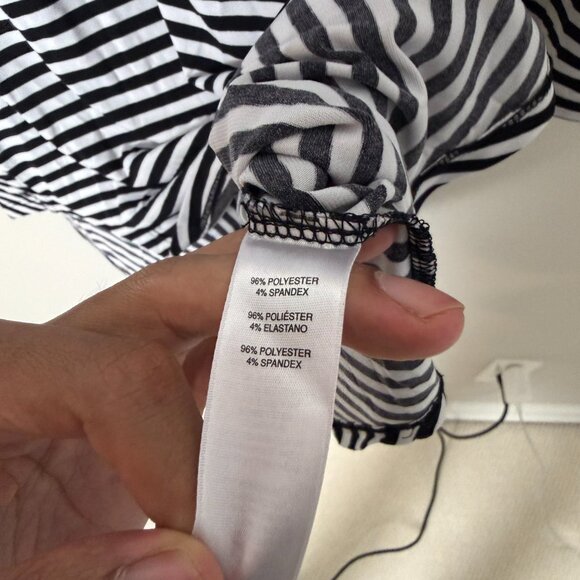 96% POLYESTER
4% SPANDEX
96% POLIÉSTER
4% ELASTANO
96% POLYESTER
4% SPANDEX